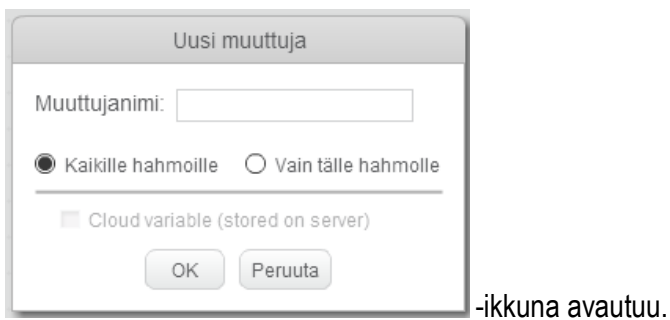 Uusi muuttuja
Muuttujanimi:
Kaikille hahmoille Vain tälle hahmolle
Cloud variable (stored on server)
OK Peruuta
-ikkuna avautuu.